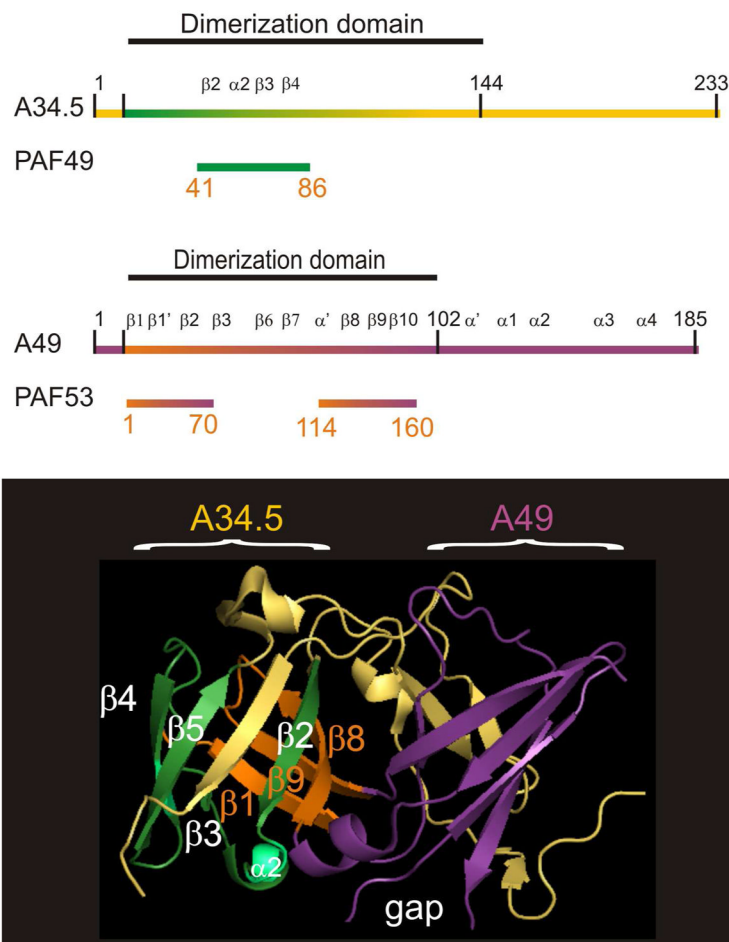 Dimerization domain
1 β2 α2 β3 β4 144 233
A34.5
PAF49
41 86
Dimerization domain
1 β1 β1' β2 β3 β6 β7 α' β8 β9 β10 102 α' α1 α2 α3 α4 185
A49
PAF53
1 70 114 160
A34.5 A49
β4
β5 β2 β8
β9
β1
β3
α2
gap